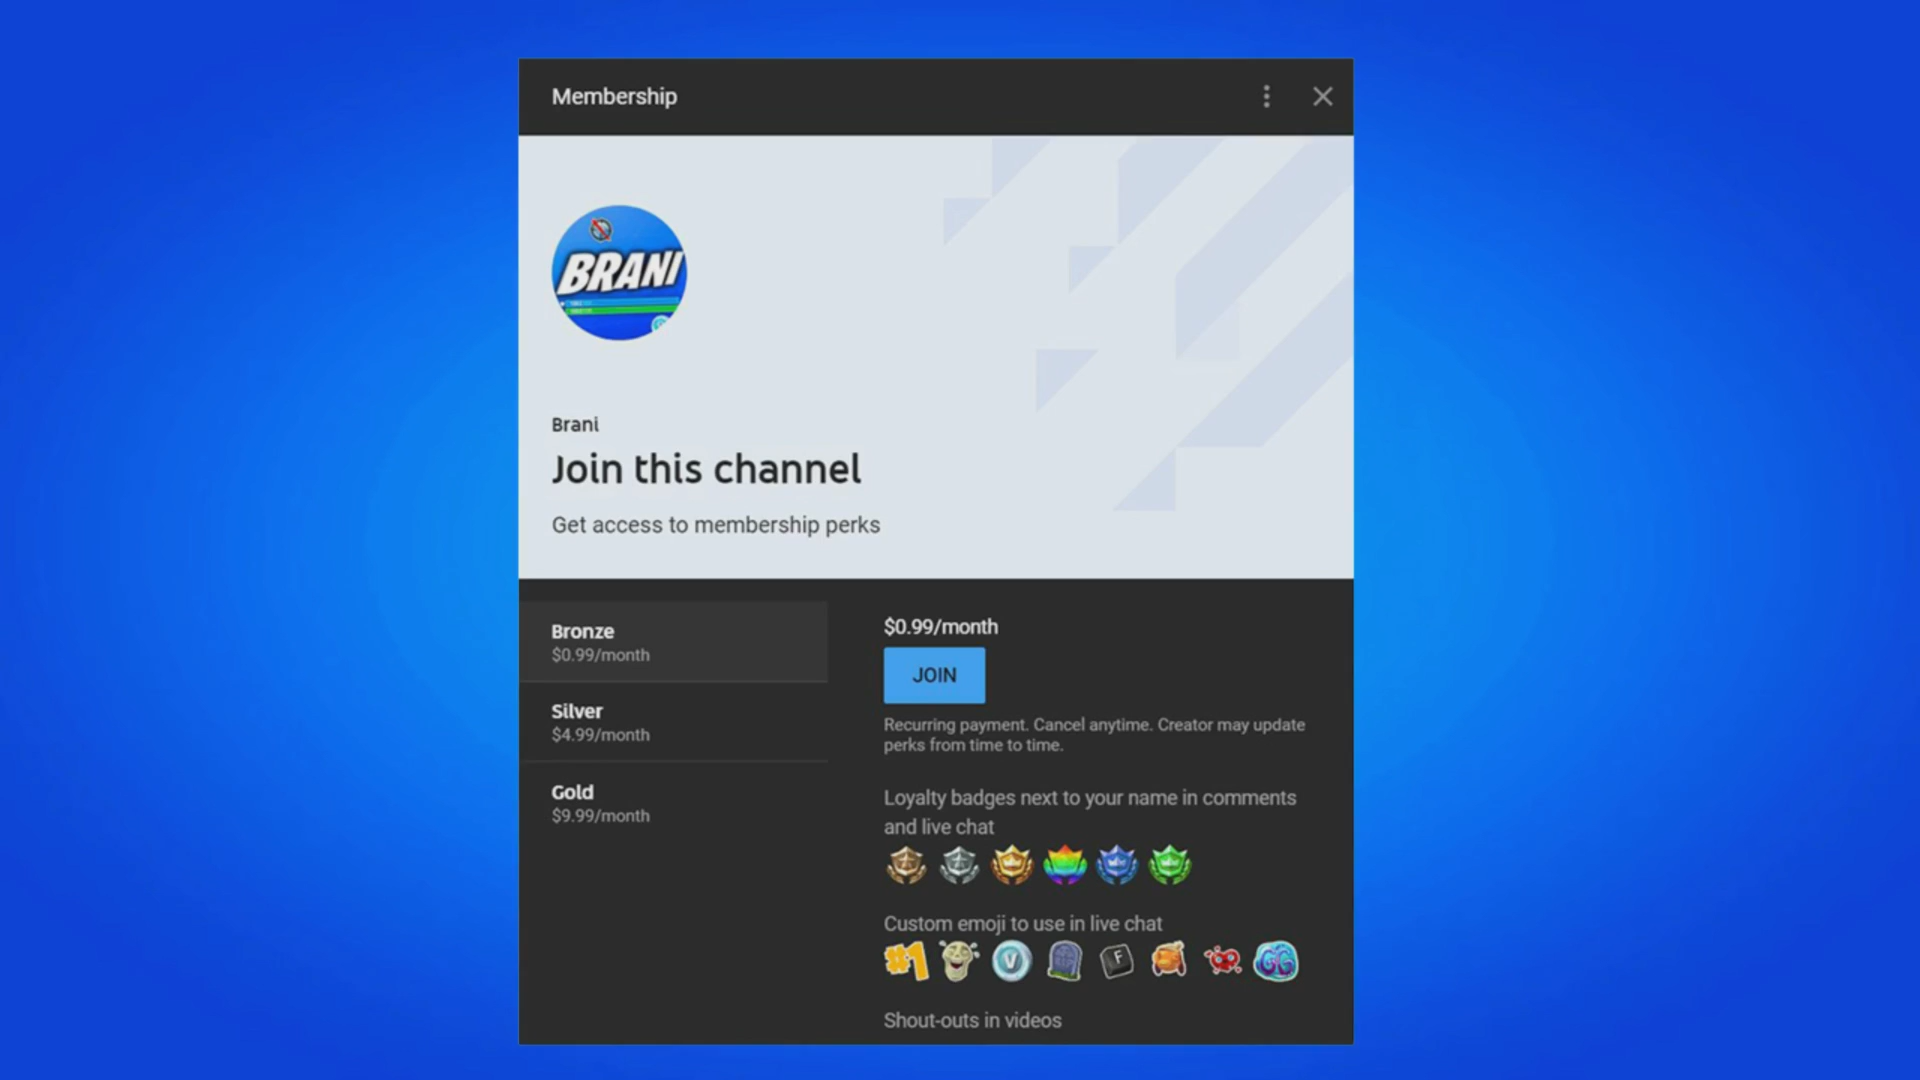 Membership
BRANI
Brani
Join this channel
Get access to membership perks
Bronze
$0.99/month
Silver
$4.99/month
Gold
$9.99/month
$0.99/month
JOIN
Recurring payment. Cancel anytime. Creator may update
perks from time to time.
Loyalty badges next to your name in comments
and live chat
Custom emoji to use in live chat
#1
V
RIP
F
GG
Shout-outs in videos